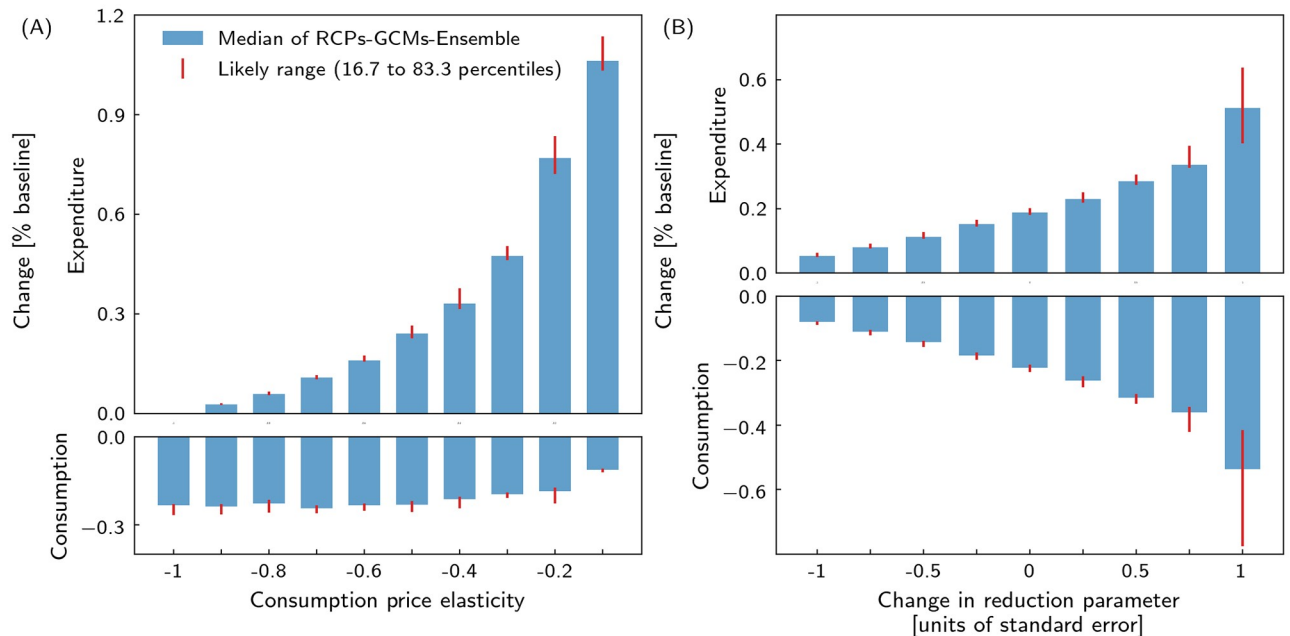 (A)
1.2
0.9
0.6
0.3
0.0
Change [% baseline]
Expenditure
Median of RCPs-GCMs-Ensemble
Likely range (16.7 to 83.3 percentiles)
0.0
−0.3
Consumption
-1
-0.8
-0.6
-0.4
-0.2
Consumption price elasticity
(B)
0.6
0.4
0.2
0.0
Change [% baseline]
Expenditure
0.0
−0.2
−0.4
−0.6
Consumption
-1
-0.5
0
0.5
1
Change in reduction parameter
[units of standard error]